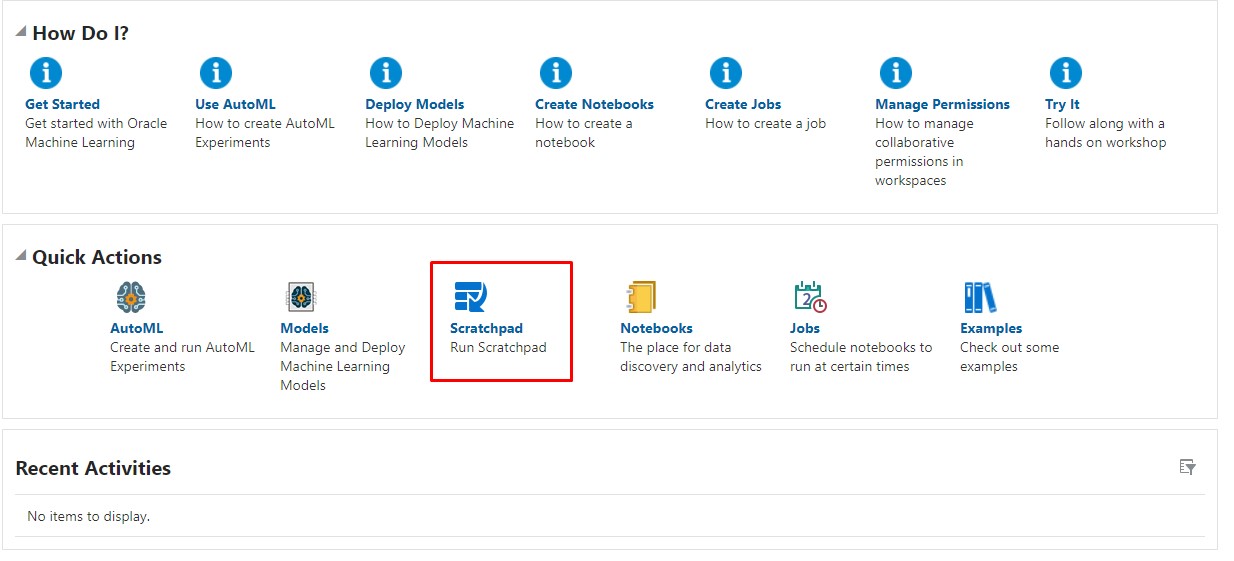 How Do I?
Get Started
Get started with Oracle
Machine Learning
Use AutoML
How to create AutoML
Experiments
Deploy Models
How to Deploy Machine
Learning Models
Create Notebooks
How to create a
notebook
Create Jobs
How to create a job
Manage Permissions
How to manage
collaborative
permissions in
workspaces
Try It
Follow along with a
hands on workshop
Quick Actions
AutoML
Create and run AutoML
Experiments
Models
Manage and Deploy
Machine Learning
Models
Scratchpad
Run Scratchpad
Notebooks
The place for data
discovery and analytics
2
Jobs
Schedule notebooks to
run at certain times
Examples
Check out some
examples
Recent Activities
No items to display.